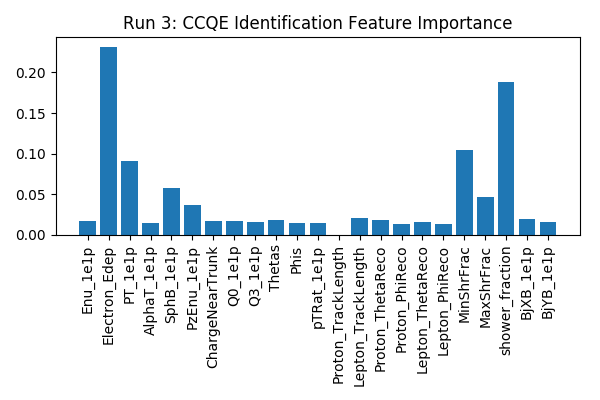 Run 3: CCQE Identification Feature Importance
0.20
0.15
0.10
0.05
0.00
Enu_1e1p
Electron_Edep
PT_1e1p
AlphaT_1e1p
SphB_1e1p
PzEnu_1e1p
ChargeNearTrunk
Q0_1e1p
Q3_1e1p
Thetas
Phis
pTRat_1e1p
Proton_TrackLength
Lepton_TrackLength
Proton_ThetaReco
Proton_PhiReco
Lepton_ThetaReco
Lepton_PhiReco
MinShrFrac
MaxShrFrac
shower_fraction
BjXB_1e1p
BjYB_1e1p